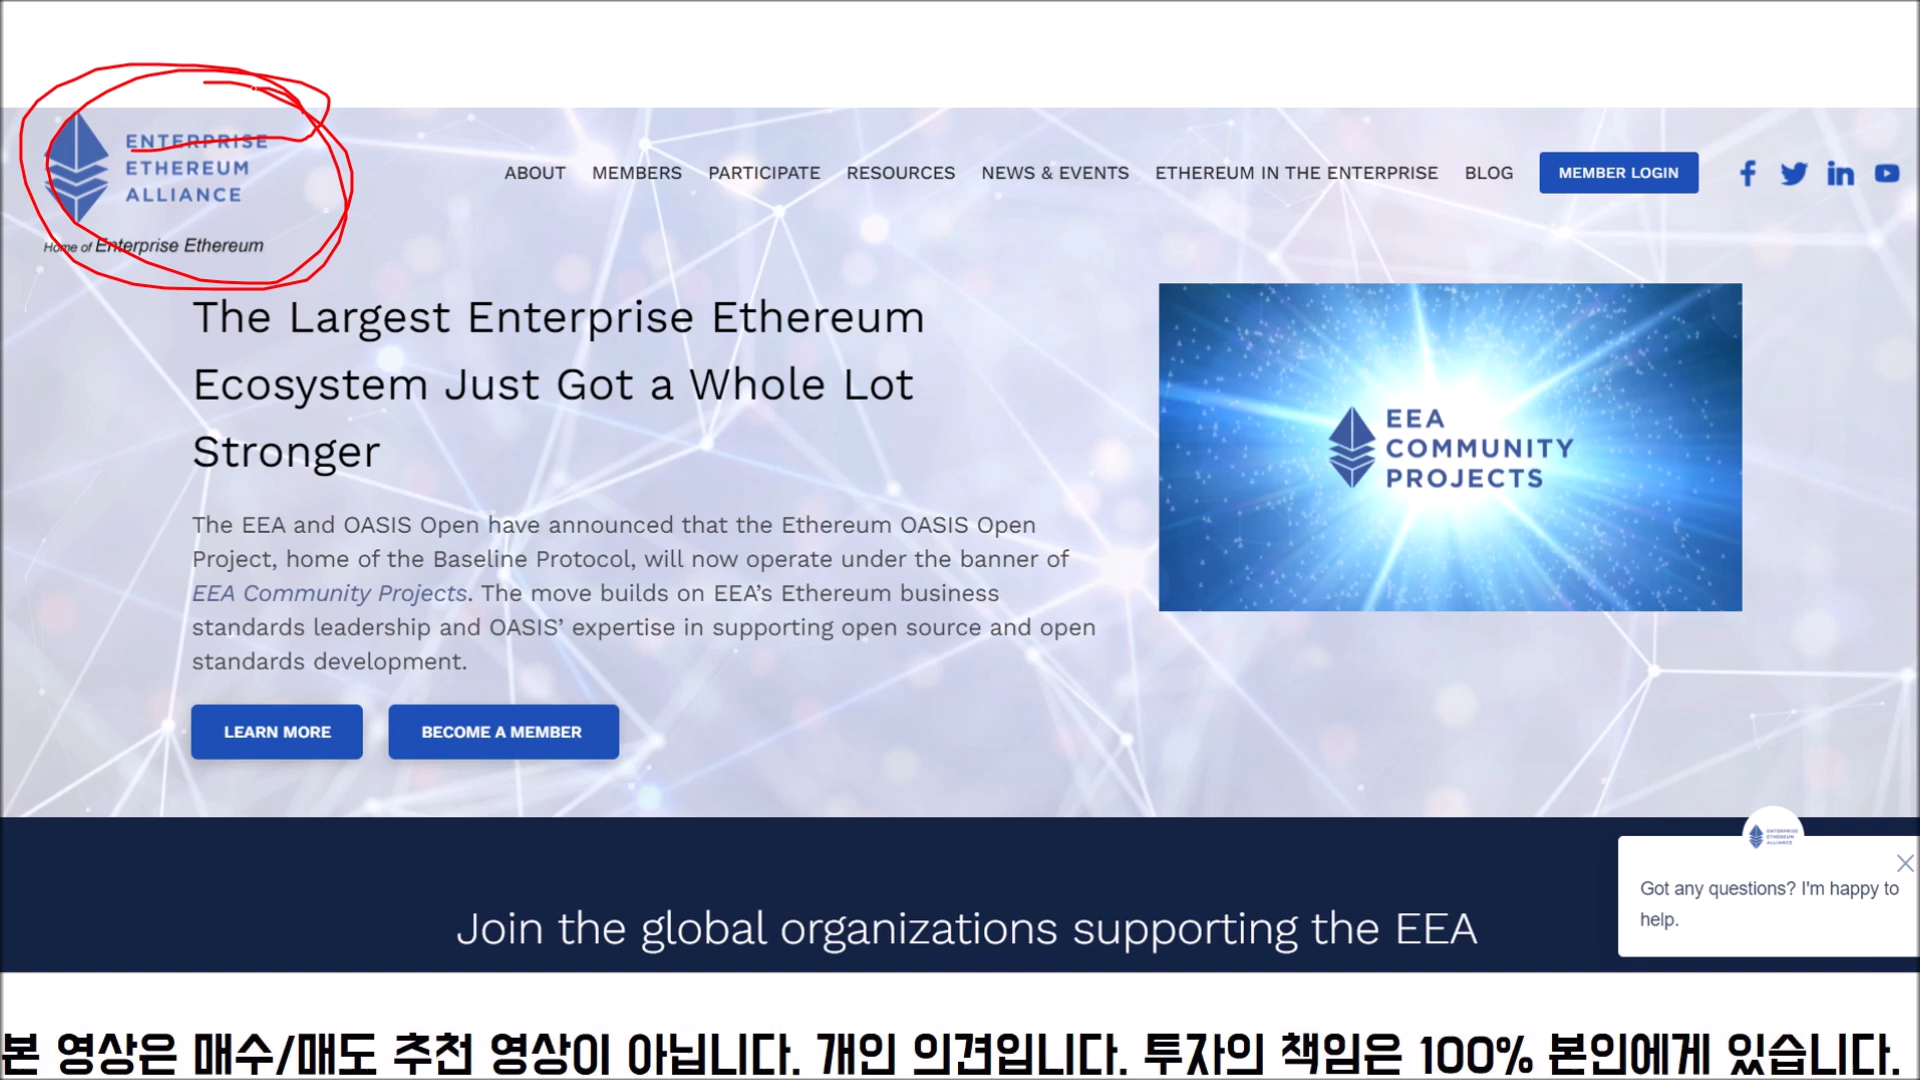 ENTERPRISE
ETHEREUM
ALLIANCE
Home of Enterprise Ethereum
ABOUT MEMBERS PARTICIPATE RESOURCES NEWS & EVENTS ETHEREUM IN THE ENTERPRISE BLOG MEMBER LOGIN
The Largest Enterprise Ethereum
Ecosystem Just Got a Whole Lot
Stronger
The EEA and OASIS Open have announced that the Ethereum OASIS Open
Project, home of the Baseline Protocol, will now operate under the banner of
EEA Community Projects. The move builds on EEA’s Ethereum business
standards leadership and OASIS’ expertise in supporting open source and open
standards development.
LEARN MORE BECOME A MEMBER
EEA
COMMUNITY
PROJECTS
Join the global organizations supporting the EEA
ENTERPRISE
ETHEREUM
ALLIANCE
Got any questions? I'm happy to
help.
본 영상은 매수/매도 추천 영상이 아닙니다. 개인 의견입니다. 투자의 책임은 100% 본인에게 있습니다.